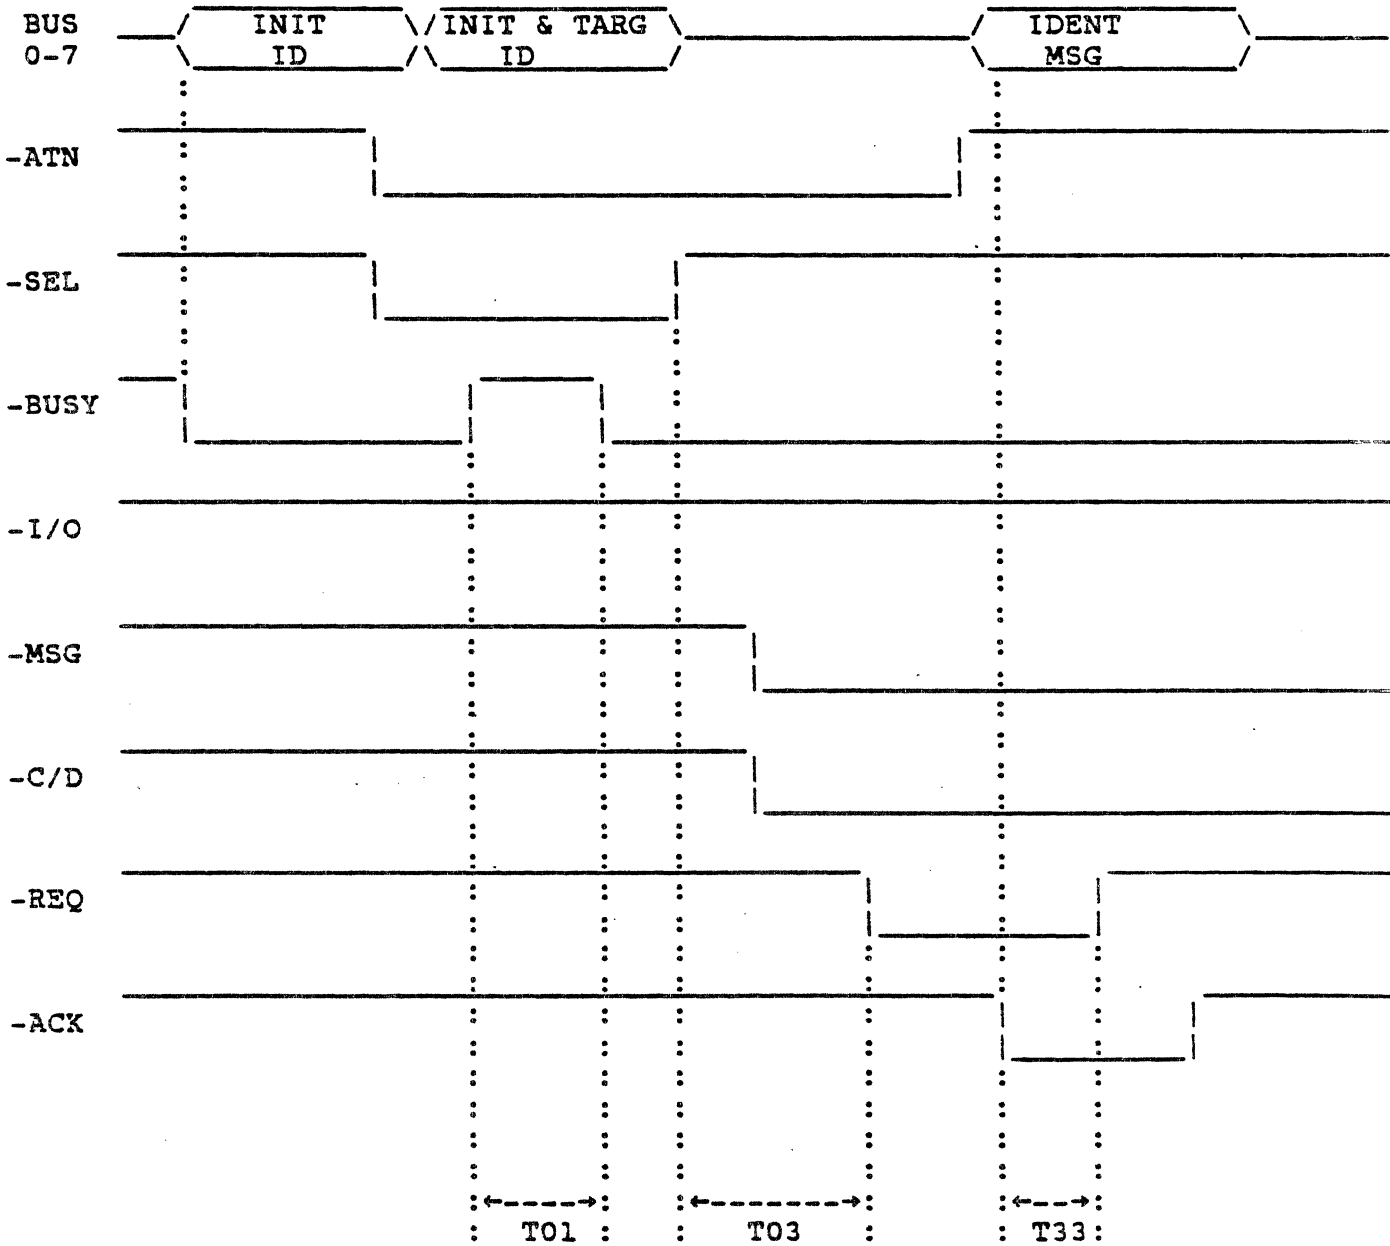 BUS
0-7
INIT
ID
INIT & TARG
ID
IDENT
MSG
-ATN
-SEL
-BUSY
-I/O
-MSG
-C/D
-REQ
-ACK
T01
T03
T33